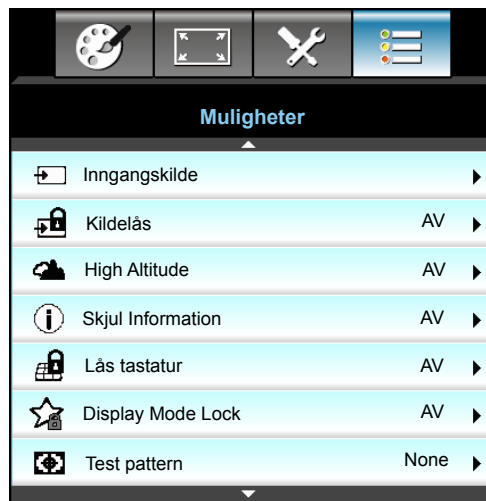 Muligheter
Inngangskilde
Kildelås AV
High Altitude AV
Skjul Information AV
Lås tastatur AV
Display Mode Lock AV
Test pattern None